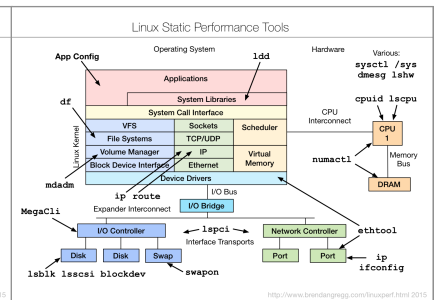 Linux Static Performance Tools
Operating System
Hardware
Various:
sysctl /sys
dmesg lshw
App Config
ldd
Applications
System Libraries
System Call Interface
df
cpuid lscpu
CPU
Interconnect
Linux Kernel
VFS
Sockets
Scheduler
File Systems
TCP/UDP
Volume Manager
IP
Virtual
Memory
Block Device Interface
Ethernet
Device Drivers
CPU
1
numactl
Memory
Bus
DRAM
mdadm
ip route
I/O Bus
Expander Interconnect
I/O Bridge
MegaCli
I/O Controller
lspci
Interface Transports
Network Controller
ethtool
Disk
Disk
Swap
Port
Port
ip
ifconfig
lsblk lsscsi blockdev
swapon
15
http://www.brendangregg.com/linuxperf.html 2015